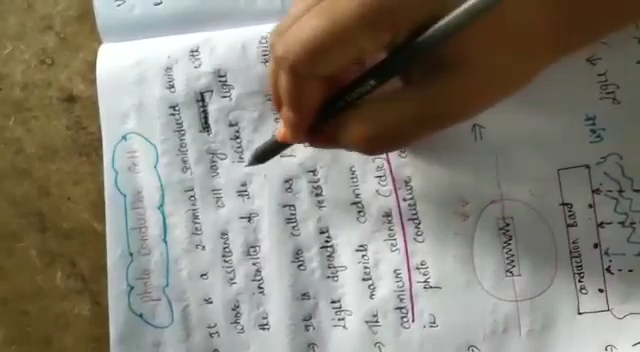 photo conductive cell
It is a 2-terminal semiconductor device
whose resistance will vary with
the intensity of the incident light
→ It is also called as
light dependent
→ The materials cadmium
cadmium selenide (cdse)
is photo conductive
⇒
conduction Band
light
light ↑